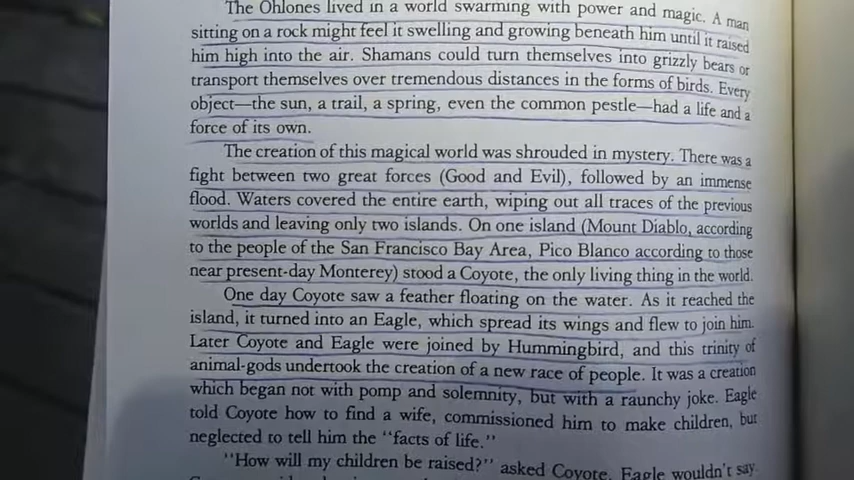 The Ohlones lived in a world swarming with power and magic. A man
sitting on a rock might feel it swelling and growing beneath him until it raised
him high into the air. Shamans could turn themselves into grizzly bears or
transport themselves over tremendous distances in the forms of birds. Every
object—the sun, a trail, a spring, even the common pestle—had a life and a
force of its own.
The creation of this magical world was shrouded in mystery. There was a
fight between two great forces (Good and Evil), followed by an immense
flood. Waters covered the entire earth, wiping out all traces of the previous
worlds and leaving only two islands. On one island (Mount Diablo, according
to the people of the San Francisco Bay Area, Pico Blanco according to those
near present-day Monterey) stood a Coyote, the only living thing in the world.
One day Coyote saw a feather floating on the water. As it reached the
island, it turned into an Eagle, which spread its wings and flew to join him.
Later Coyote and Eagle were joined by Hummingbird, and this trinity of
animal-gods undertook the creation of a new race of people. It was a creation
which began not with pomp and solemnity, but with a raunchy joke. Eagle
told Coyote how to find a wife, commissioned him to make children, but
neglected to tell him the "facts of life."
"How will my children be raised?" asked Coyote. Eagle wouldn't say